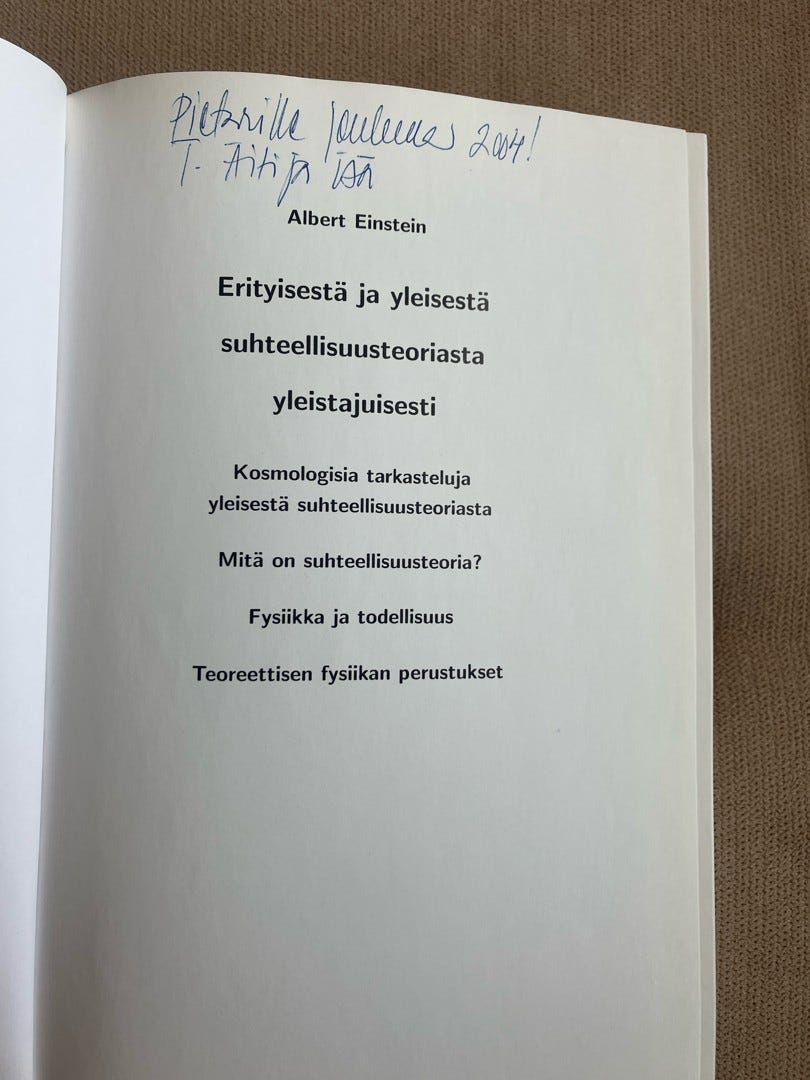 Pietarille jouluna 2004!
T. Äiti ja Isä
Albert Einstein
Erityisestä ja yleisestä
suhteellisuusteoriasta
yleistajuisesti
Kosmologisia tarkasteluja
yleisestä suhteellisuusteoriasta
Mitä on suhteellisuusteoria?
Fysiikka ja todellisuus
Teoreettisen fysiikan perustukset